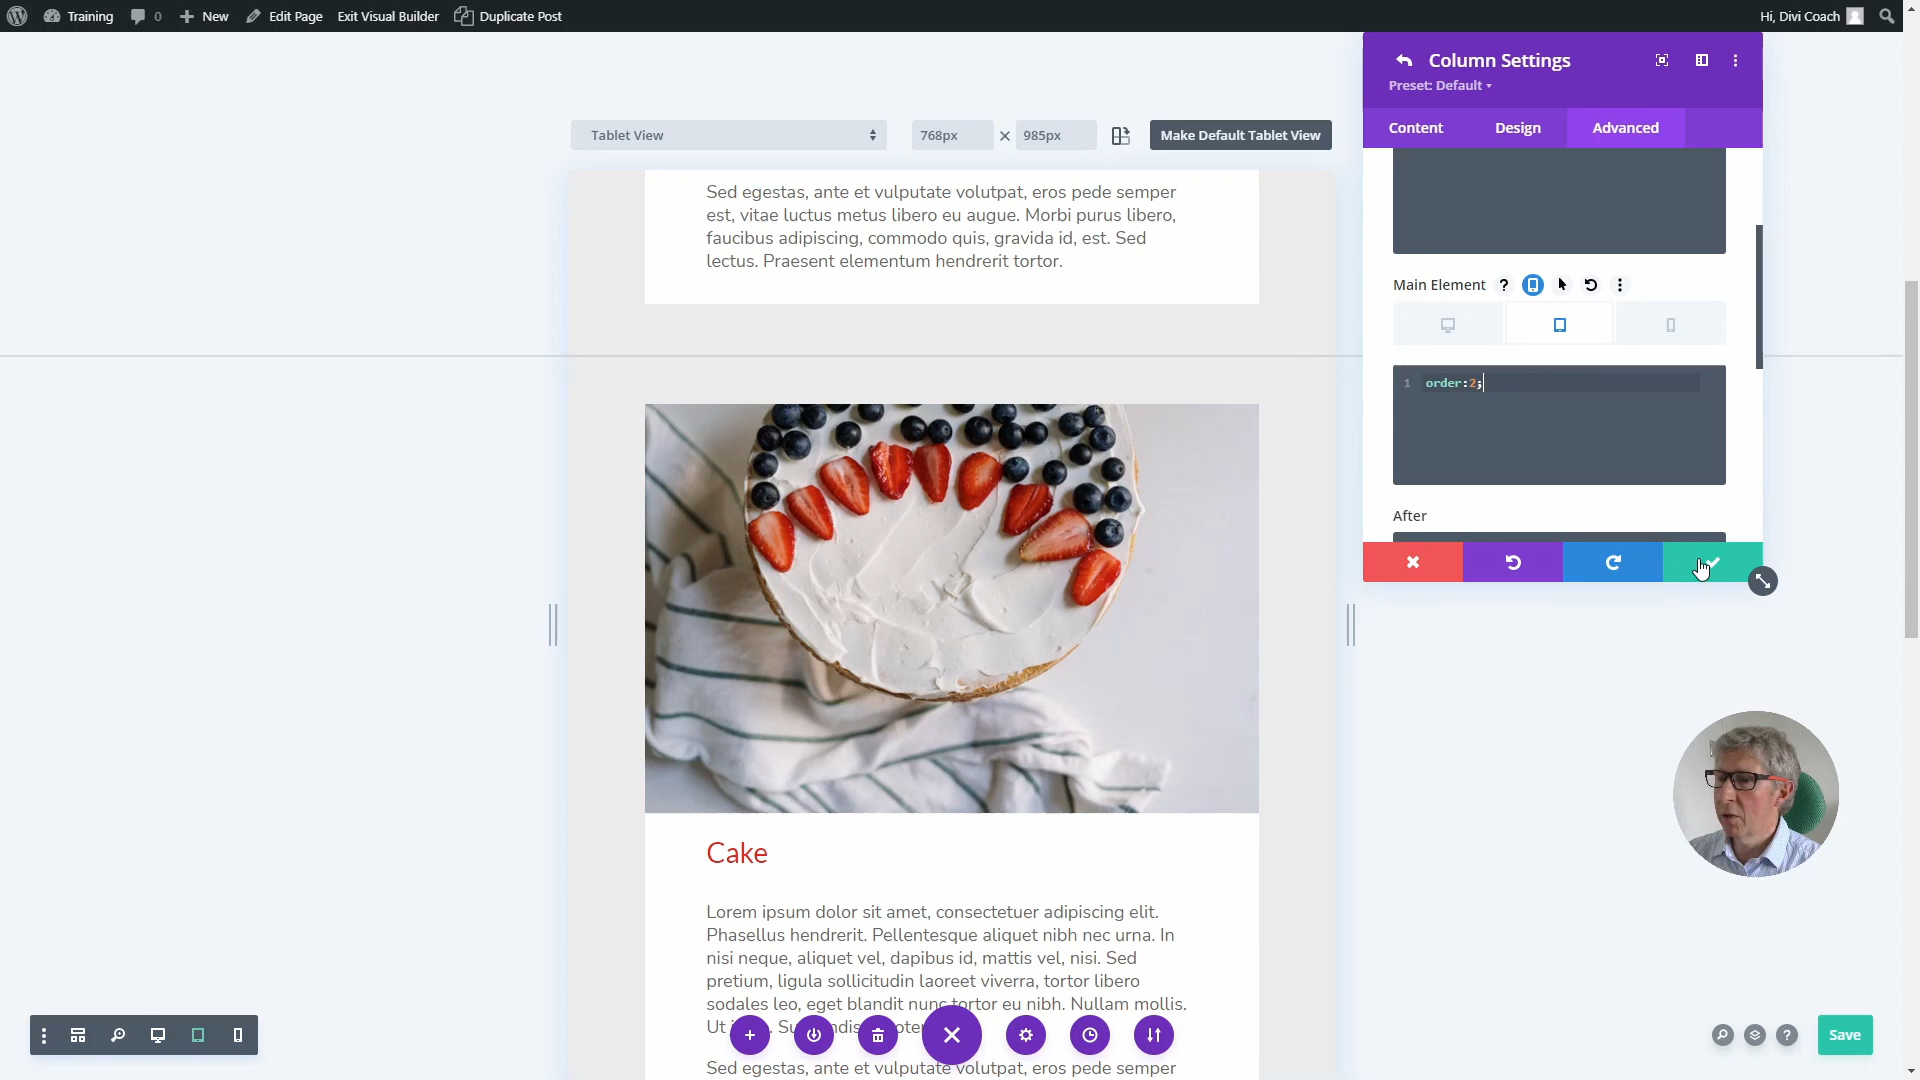 Training 0 New Edit Page Exit Visual Builder Duplicate Post Hi, Divi Coach
Column Settings
Preset: Default
Content Design Advanced
Tablet View 768px × 985px Make Default Tablet View
Sed egestas, ante et vulputate volutpat, eros pede semper
est, vitae luctus metus libero eu augue. Morbi purus libero,
faucibus adipiscing, commodo quis, gravida id, est. Sed
lectus. Praesent elementum hendrerit tortor.
Main Element ?
1 order:2;
After
Cake
Lorem ipsum dolor sit amet, consectetuer adipiscing elit.
Phasellus hendrerit. Pellentesque aliquet nibh nec urna. In
nisi neque, aliquet vel, dapibus id, mattis vel, nisi. Sed
pretium, ligula sollicitudin laoreet viverra, tortor libero
sodales leo, eget blandit nunc tortor eu nibh. Nullam mollis.
Ut
Sed egestas, ante et vulputate volutpat, eros pede semper
? Save